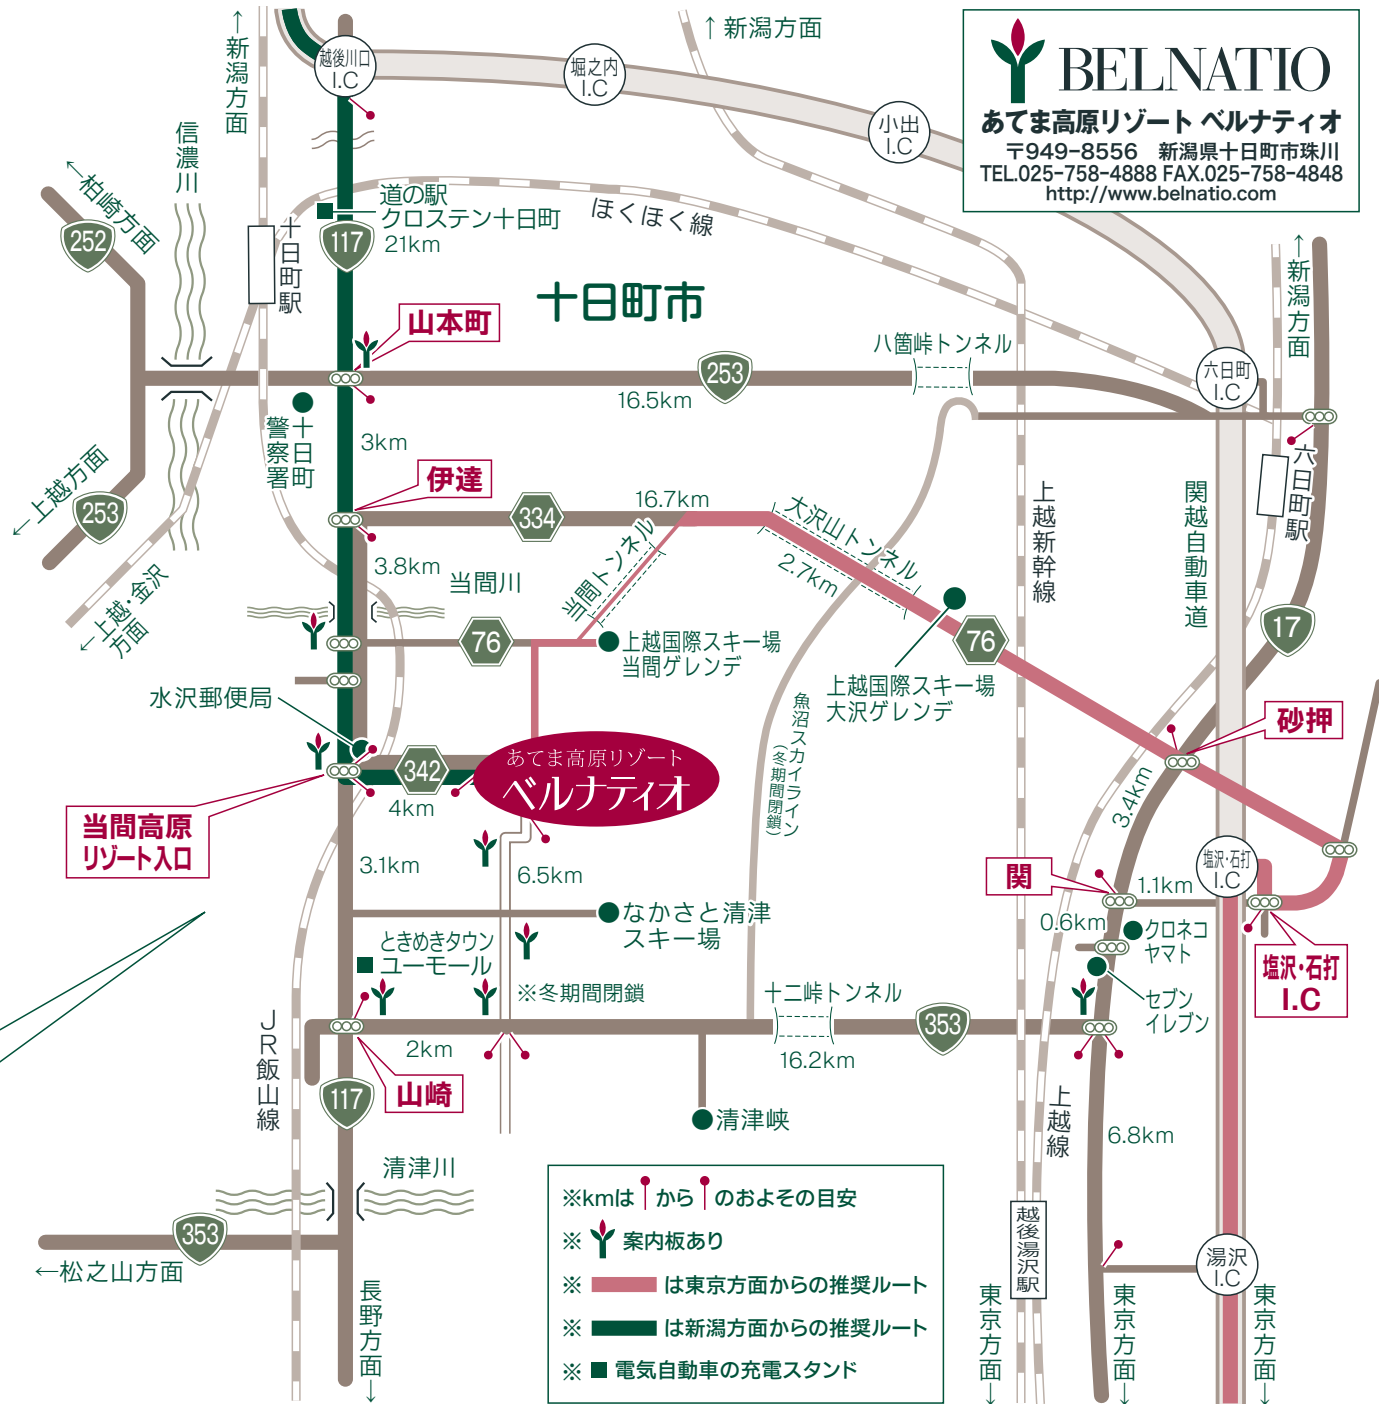 BELNATIO
あてま高原リゾート ベルナティオ
〒949-8556 新潟県十日町市珠川
TEL.025-758-4888 FAX.025-758-4848
http://www.belnatio.com
↑新潟方面
越後川口
I.C
堀之内
I.C
↑新潟方面
小出
I.C
信濃川
←柏崎方面
252
十日町駅
道の駅
クロステン十日町
117
21km
ほくほく線
十日町市
↑新潟方面
山本町
八箇峠トンネル
六日町
I.C
253
16.5km
十日町
警察署
3km
伊達
←上越方面
253
334
16.7km
大沢山トンネル
2.7km
上越新幹線
関越自動車道
六日町駅
3.8km
当間川
当間トンネル
←上越・金沢
方面
76
上越国際スキー場
当間ゲレンデ
76
17
水沢郵便局
上越国際スキー場
大沢ゲレンデ
魚沼スカイライン
(冬期間閉鎖)
砂押
342
4km
あてま高原リゾート
ベルナティオ
3.4km
当間高原
リゾート入口
3.1km
6.5km
塩沢・石打
I.C
関
1.1km
0.6km
クロネコ
ヤマト
なかさと清津
スキー場
ときめきタウン
ユーモール
塩沢・石打
I.C
※冬期間閉鎖
セブン
イレブン
十二峠トンネル
353
16.2km
JR飯山線
2km
117
山崎
清津峡
上越線
6.8km
清津川
353
←松之山方面
長野方面→
※kmは から のおよその目安
※ 案内板あり
※ は東京方面からの推奨ルート
※ は新潟方面からの推奨ルート
※ ■ 電気自動車の充電スタンド
越後湯沢駅
湯沢
I.C
東京方面→
東京方面→
東京方面→